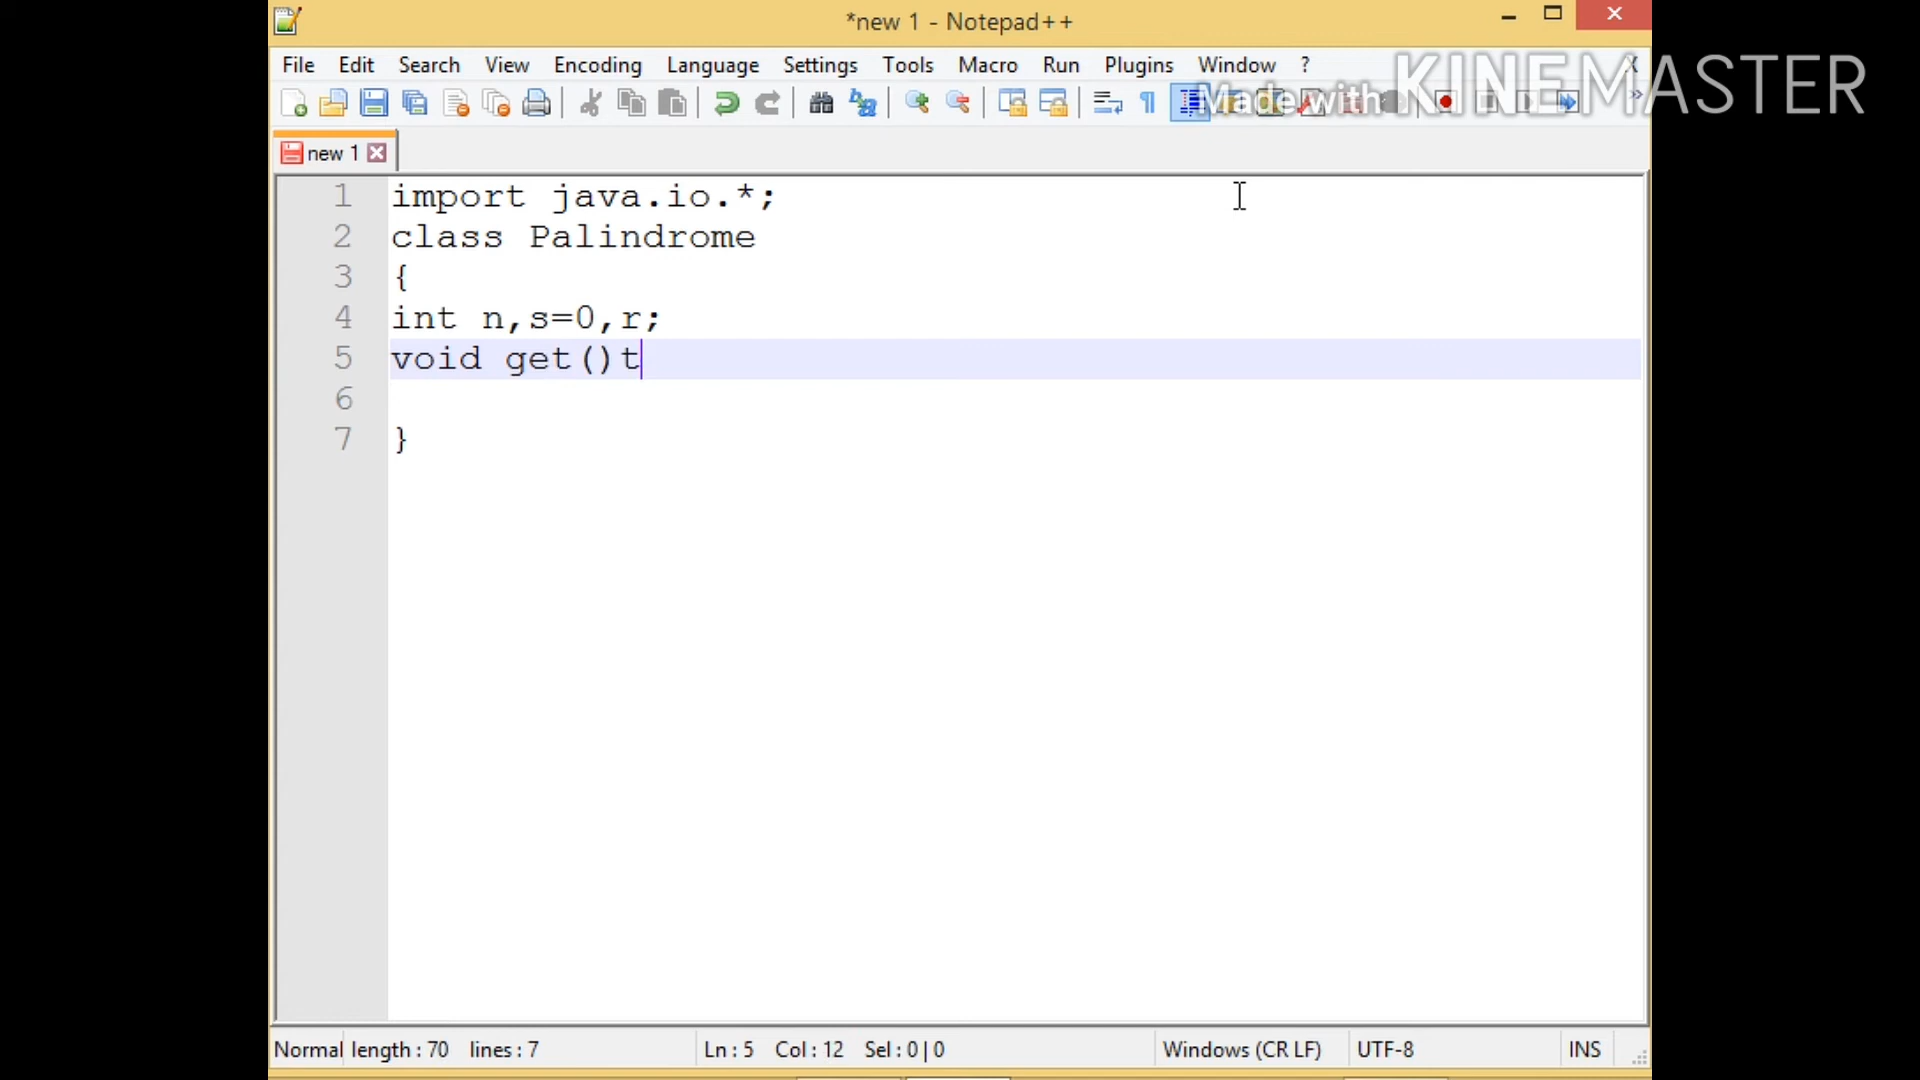 *new 1 - Notepad++
File Edit Search View Encoding Language Settings Tools Macro Run Plugins Window ? X
Made with KINEMASTER
new 1
1 import java.io.*;
2 class Palindrome
3 {
4 int n,s=0,r;
5 void get()t
6
7 }
Normal length : 70 lines : 7 Ln : 5 Col : 12 Sel : 0 | 0 Windows (CR LF) UTF-8 INS